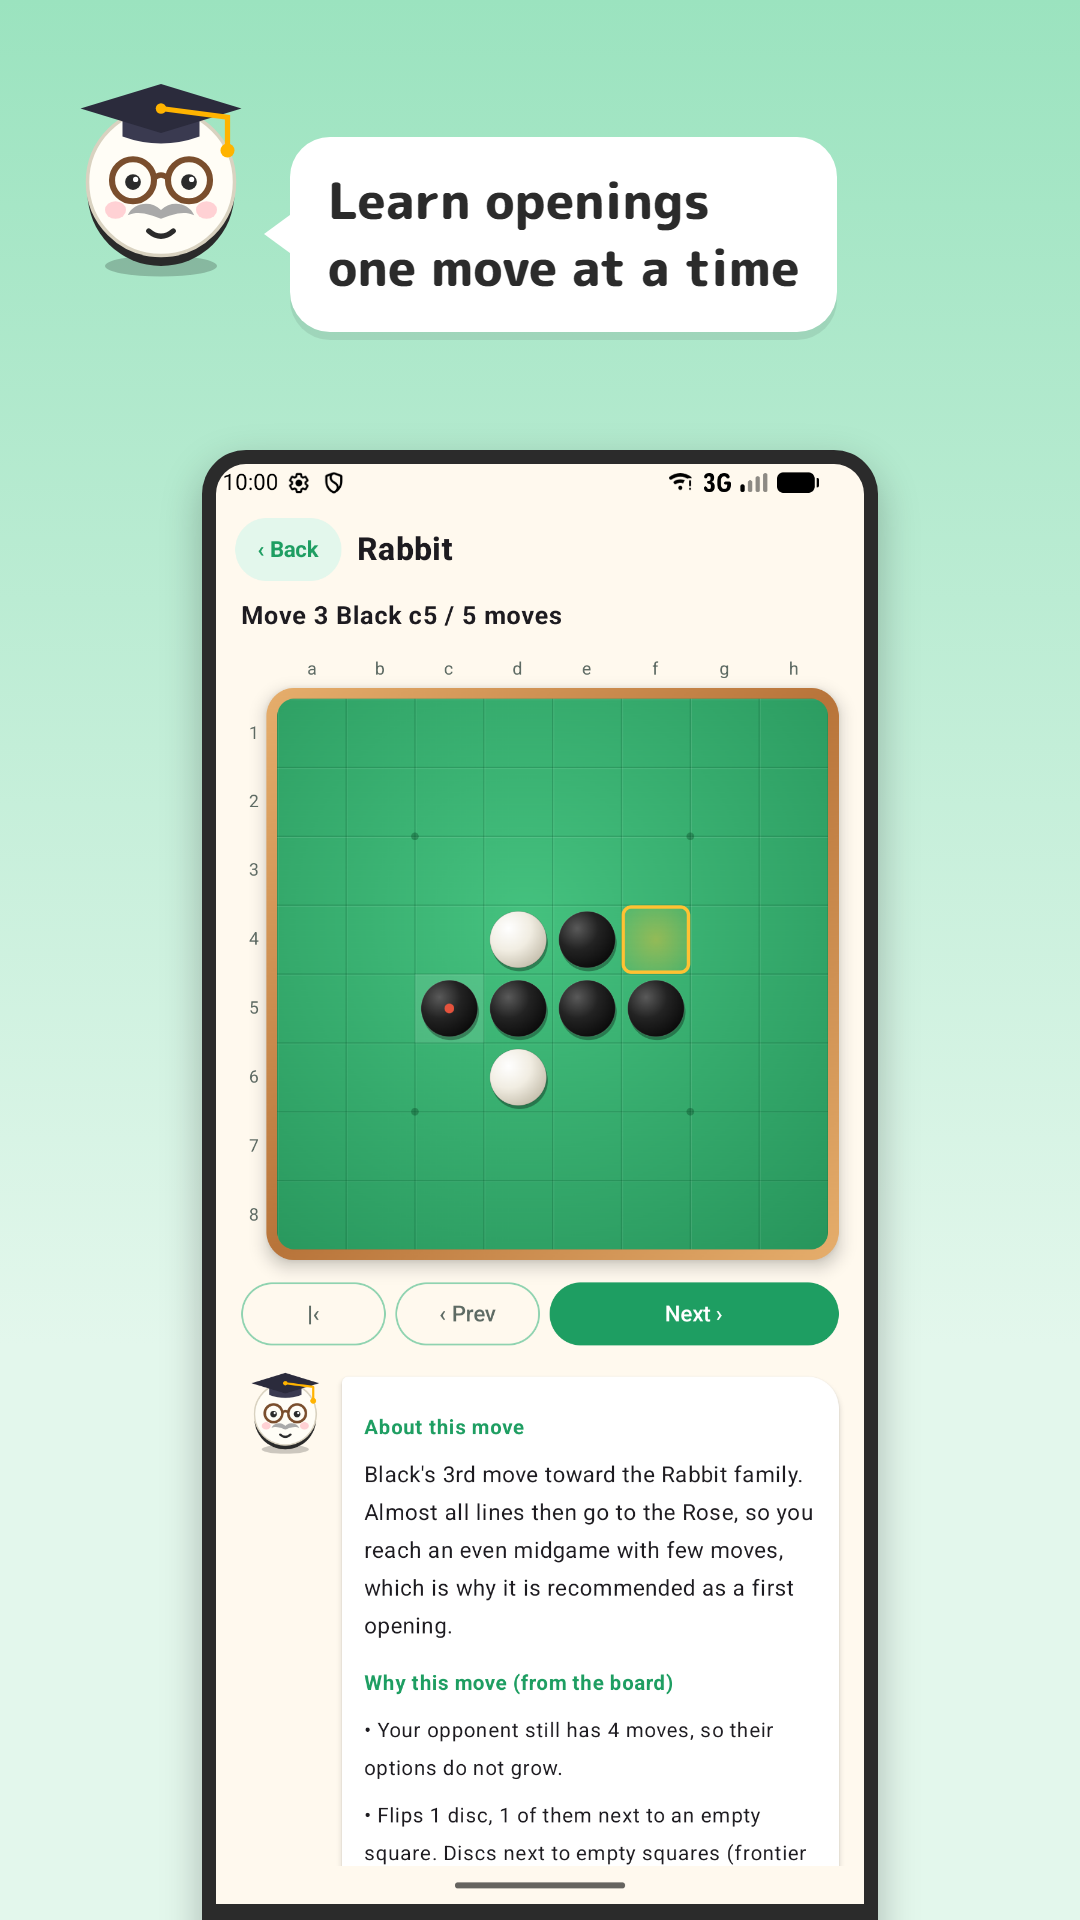 Learn openings
one move at a time
10:00 3G
‹ Back Rabbit
Move 3 Black c5 / 5 moves
a b c d e f g h
1
2
3
4
5
6
7
8
|‹ ‹ Prev Next ›
About this move
Black's 3rd move toward the Rabbit family.
Almost all lines then go to the Rose, so you
reach an even midgame with few moves,
which is why it is recommended as a first
opening.
Why this move (from the board)
• Your opponent still has 4 moves, so their
options do not grow.
• Flips 1 disc, 1 of them next to an empty
square. Discs next to empty squares (frontier